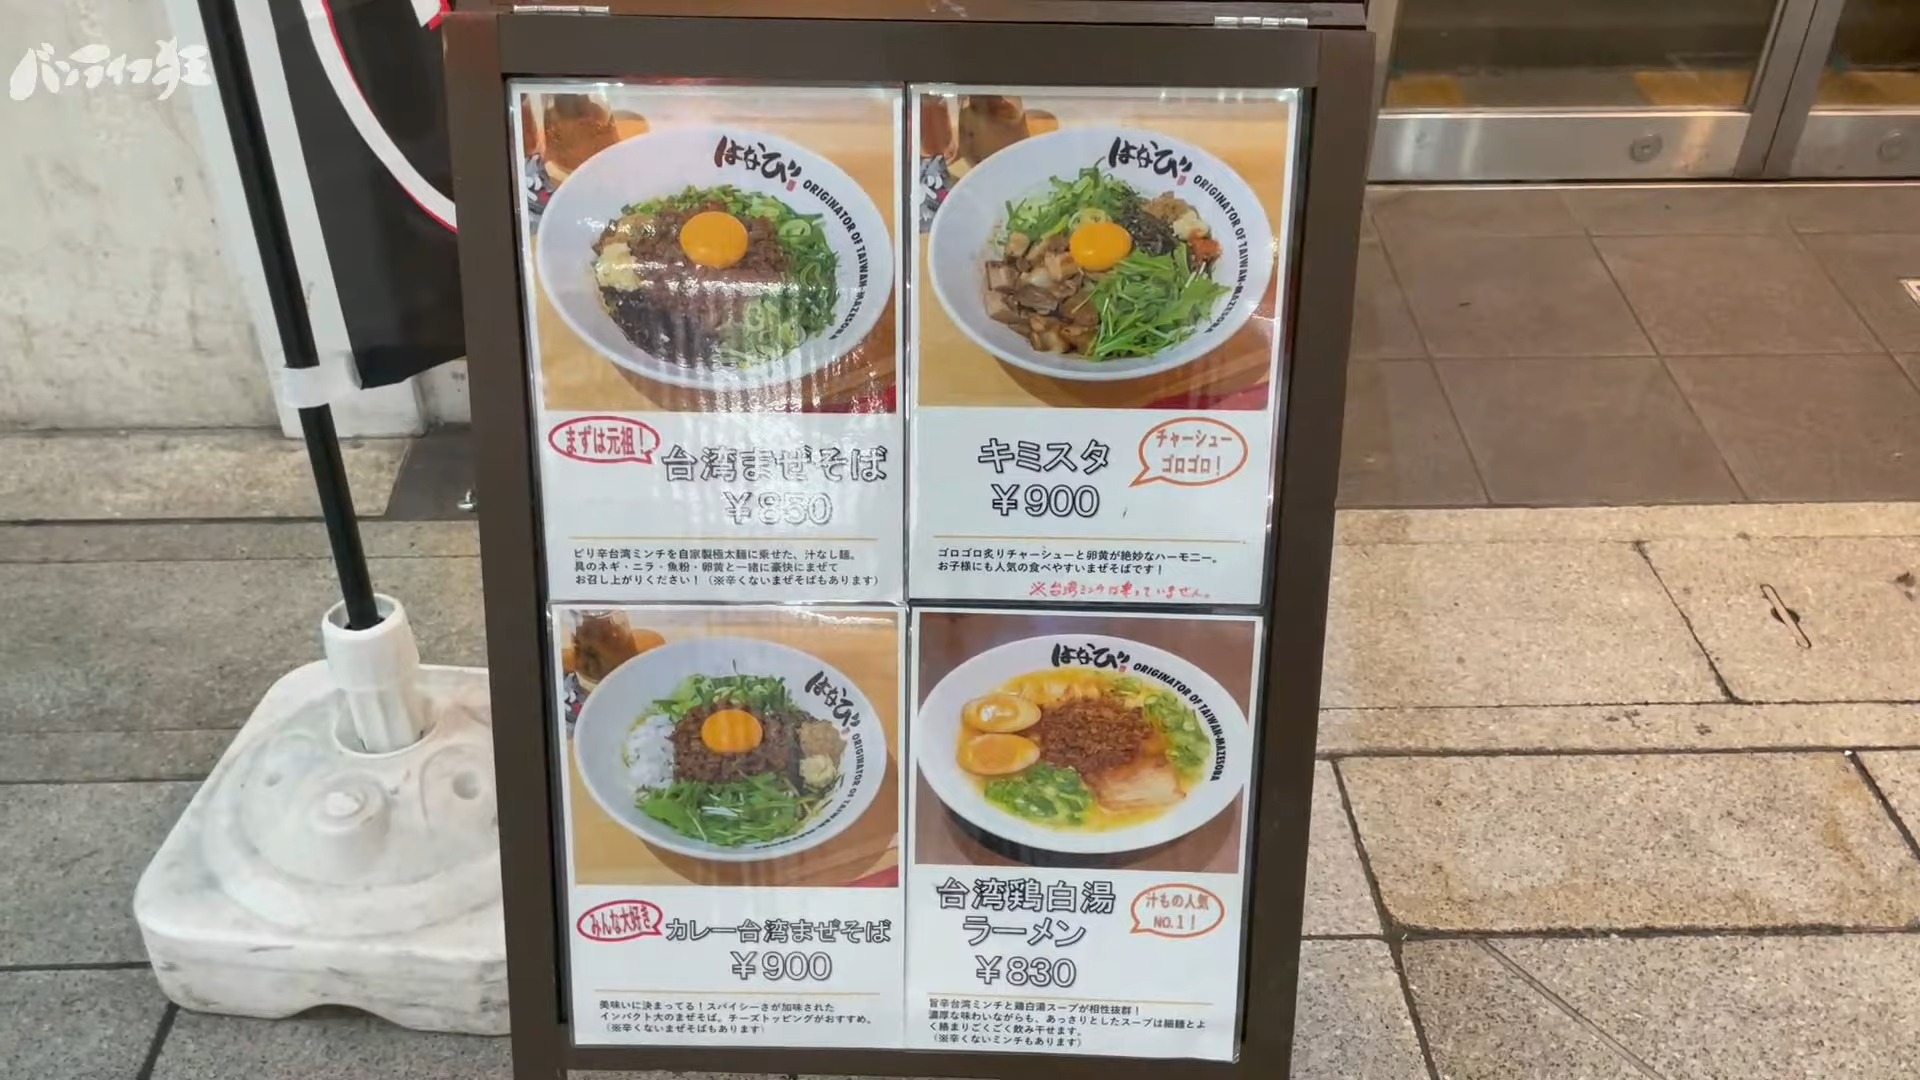 バンライフ狂
はなび
ORIGINATOR OF TAIWAN-MAZESOBA
まずは元祖!
台湾まぜそば
¥850
ピリ辛台湾ミンチを自家製極太麺に乗せた、汁なし麺。
具のネギ・ニラ・魚粉・卵黄と一緒に豪快にまぜて
お召し上がりください!(※辛くないまぜそばもあります)
はなび
ORIGINATOR OF TAIWAN-MAZESOBA
キミスタ
¥900
チャーシュー
ゴロゴロ!
ゴロゴロ炙りチャーシューと卵黄が絶妙なハーモニー。
お子様にも人気の食べやすいまぜそばです!
※台湾ミンチは乗っていません。
はなび
ORIGINATOR OF TAIWAN-MAZESOBA
みんな大好き
カレー台湾まぜそば
¥900
美味いに決まってる!スパイシーさが加味された
インパクト大のまぜそば。チーズトッピングがおすすめ。
(※辛くないまぜそばもあります)
はなび
ORIGINATOR OF TAIWAN-MAZESOBA
台湾鶏白湯
ラーメン
¥830
汁もの人気
NO.1!
旨辛台湾ミンチと鶏白湯スープが相性抜群!
濃厚な味わいながらも、あっさりとしたスープは細麺とよ
く絡まりごくごく飲み干せます。
(※辛くないミンチもあります)